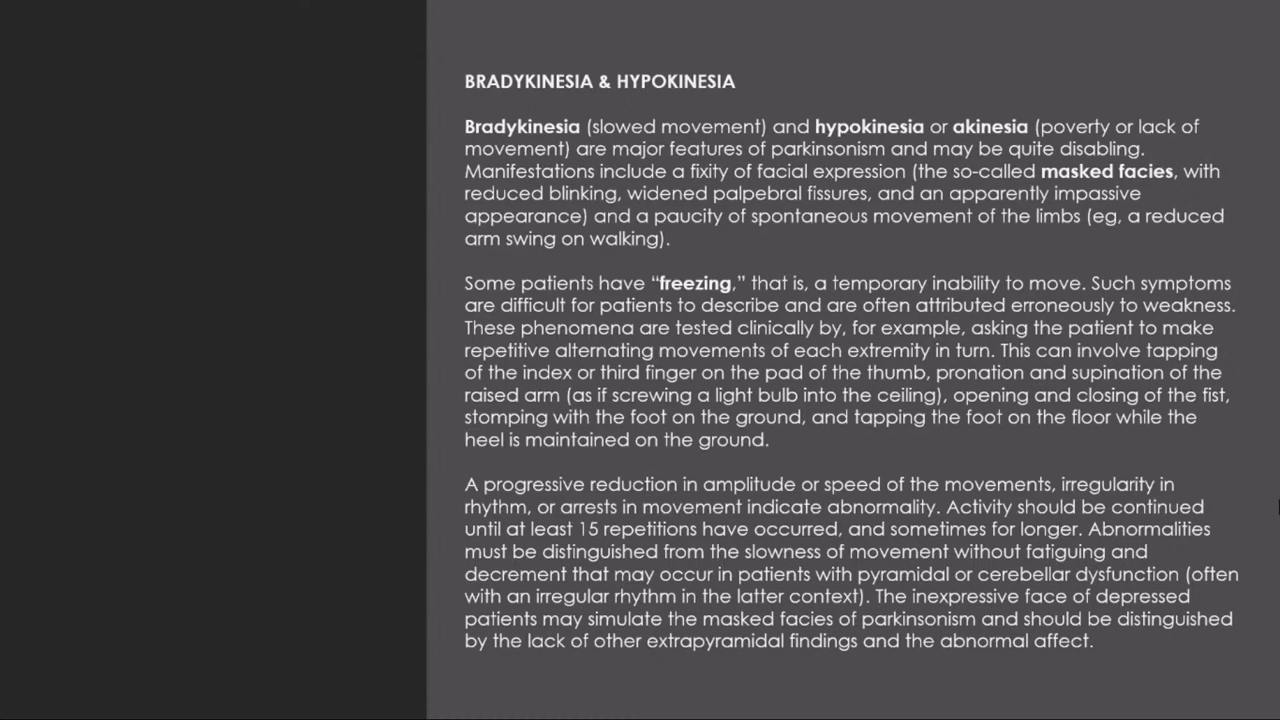 BRADYKINESIA & HYPOKINESIA
Bradykinesia (slowed movement) and hypokinesia or akinesia (poverty or lack of
movement) are major features of parkinsonism and may be quite disabling.
Manifestations include a fixity of facial expression (the so-called masked facies, with
reduced blinking, widened palpebral fissures, and an apparently impassive
appearance) and a paucity of spontaneous movement of the limbs (eg, a reduced
arm swing on walking).
Some patients have “freezing,” that is, a temporary inability to move. Such symptoms
are difficult for patients to describe and are often attributed erroneously to weakness.
These phenomena are tested clinically by, for example, asking the patient to make
repetitive alternating movements of each extremity in turn. This can involve tapping
of the index or third finger on the pad of the thumb, pronation and supination of the
raised arm (as if screwing a light bulb into the ceiling), opening and closing of the fist,
stomping with the foot on the ground, and tapping the foot on the floor while the
heel is maintained on the ground.
A progressive reduction in amplitude or speed of the movements, irregularity in
rhythm, or arrests in movement indicate abnormality. Activity should be continued
until at least 15 repetitions have occurred, and sometimes for longer. Abnormalities
must be distinguished from the slowness of movement without fatiguing and
decrement that may occur in patients with pyramidal or cerebellar dysfunction (often
with an irregular rhythm in the latter context). The inexpressive face of depressed
patients may simulate the masked facies of parkinsonism and should be distinguished
by the lack of other extrapyramidal findings and the abnormal affect.